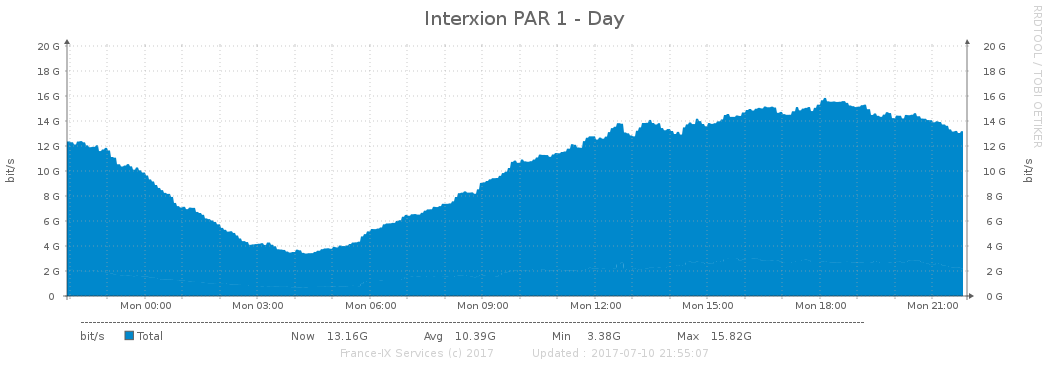 Interxion PAR 1 - Day
RRDTOOL / TOBI OETIKER
20 G 20 G
18 G 18 G
16 G 16 G
14 G 14 G
12 G 12 G
10 G 10 G
8 G 8 G
6 G 6 G
4 G 4 G
2 G 2 G
0 0 G
bit/s bit/s
Mon 00:00 Mon 03:00 Mon 06:00 Mon 09:00 Mon 12:00 Mon 15:00 Mon 18:00 Mon 21:00
bit/s Total Now 13.16G Avg 10.39G Min 3.38G Max 15.82G
France-IX Services (c) 2017 Updated : 2017-07-10 21:55:07